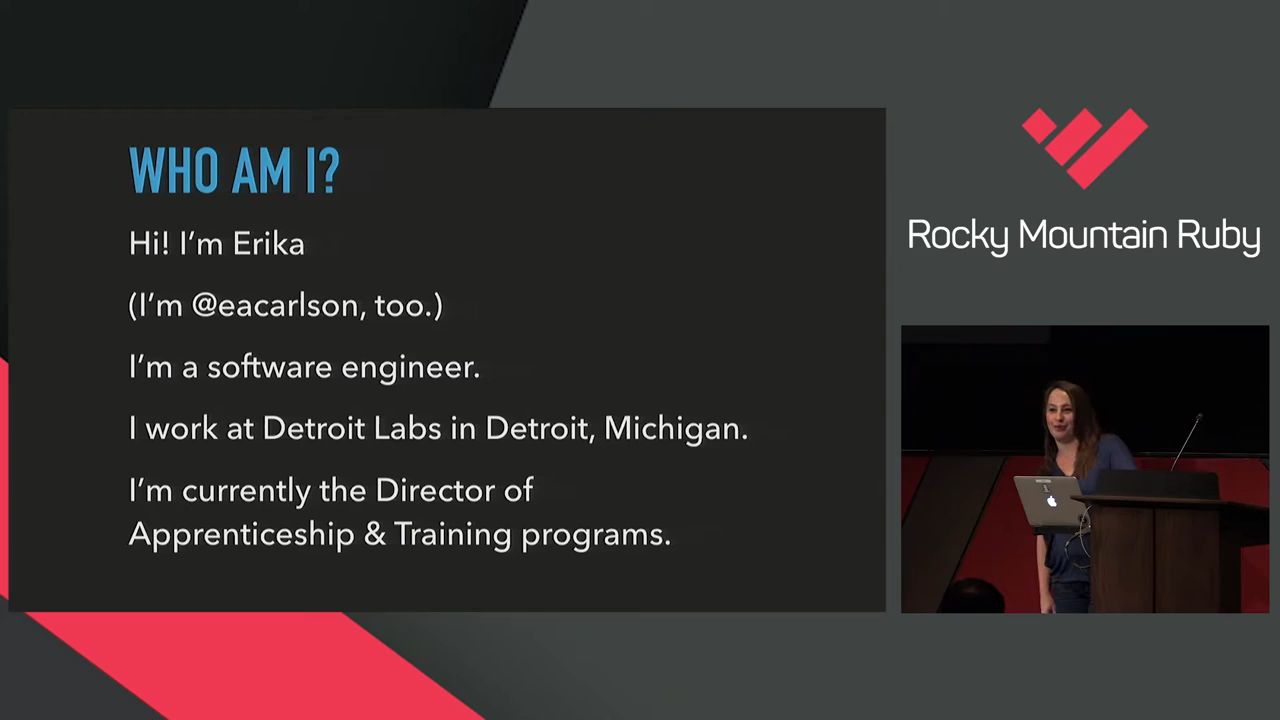 WHO AM I?
Hi! I’m Erika
(I’m @eacarlson, too.)
I’m a software engineer.
I work at Detroit Labs in Detroit, Michigan.
I’m currently the Director of
Apprenticeship & Training programs.
Rocky Mountain Ruby